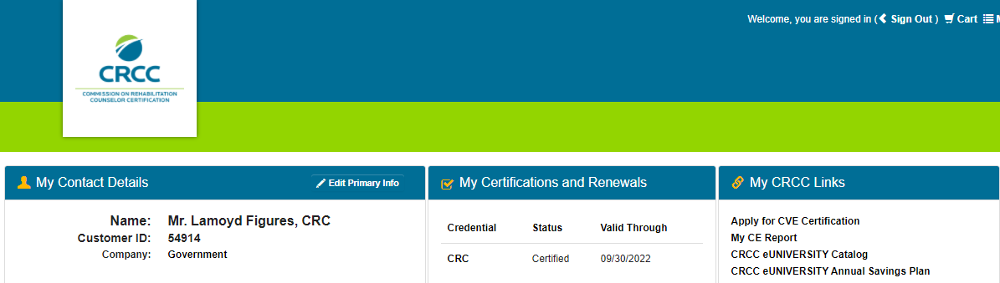 Welcome, you are signed in ( Sign Out ) Cart
CRCC
COMMISSION ON REHABILITATION
COUNSELOR CERTIFICATION
My Contact Details
Edit Primary Info
Name: Mr. Lamoyd Figures, CRC
Customer ID: 54914
Company: Government
My Certifications and Renewals
Credential Status Valid Through
CRC Certified 09/30/2022
My CRCC Links
Apply for CVE Certification
My CE Report
CRCC eUNIVERSITY Catalog
CRCC eUNIVERSITY Annual Savings Plan